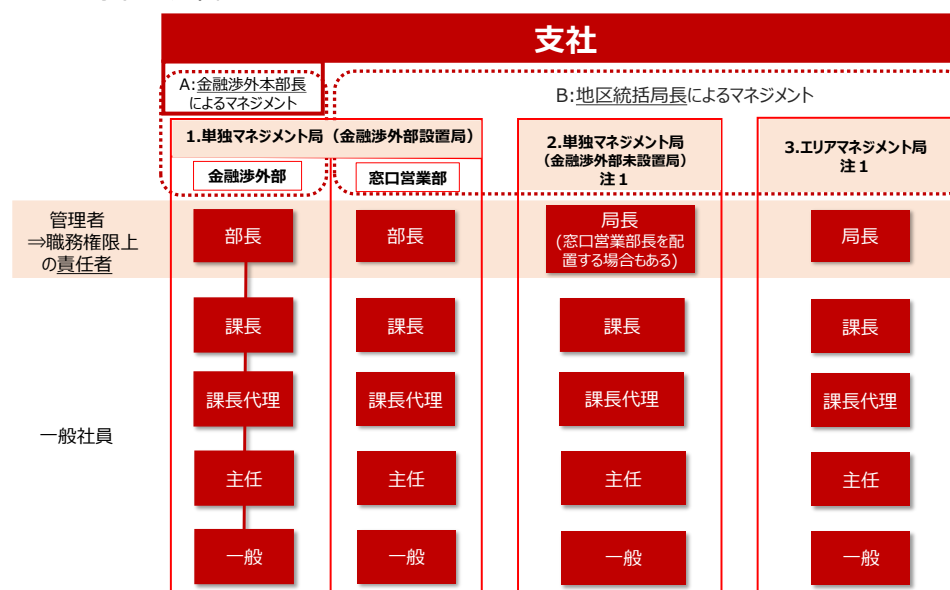 支社
A:金融渉外本部長
によるマネジメント
B:地区統括局長によるマネジメント
1.単独マネジメント局（金融渉外部設置局）
金融渉外部
窓口営業部
2.単独マネジメント局
（金融渉外部未設置局）
注１
3.エリアマネジメント局
注１
管理者
⇒職務権限上
の責任者
部長
部長
局長
(窓口営業部長を配
置する場合もある)
局長
課長
課長
課長
課長
一般社員
課長代理
課長代理
課長代理
課長代理
主任
主任
主任
主任
一般
一般
一般
一般